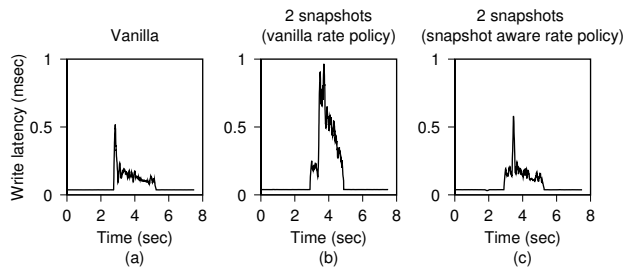 Vanilla
2 snapshots
(vanilla rate policy)
2 snapshots
(snapshot aware rate policy)
Write latency (msec)
1
0.5
0
0 2 4 6 8
Time (sec)
(a)
1
0.5
0
0 2 4 6 8
Time (sec)
(b)
1
0.5
0
0 2 4 6 8
Time (sec)
(c)